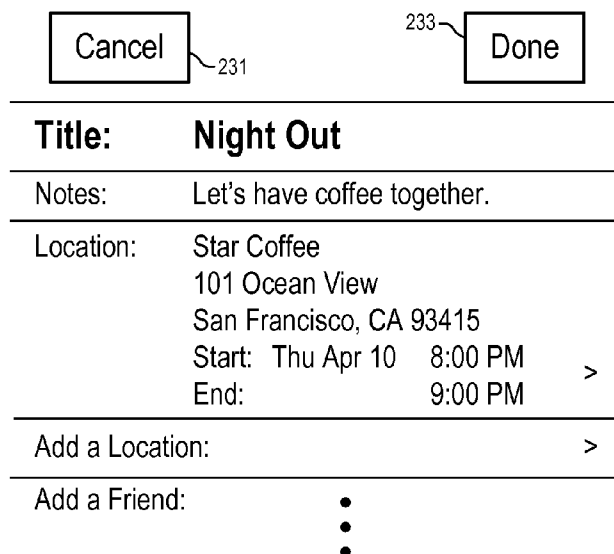 Cancel 231 233 Done
Title: Night Out
Notes: Let's have coffee together.
Location: Star Coffee
101 Ocean View
San Francisco, CA 93415
Start: Thu Apr 10 8:00 PM
End: 9:00 PM >
Add a Location: >
Add a Friend: